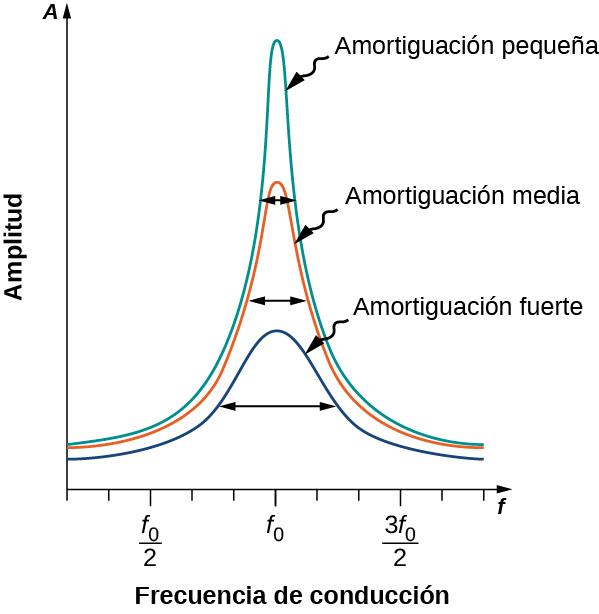 A
Amortiguación pequeña
Amortiguación media
Amortiguación fuerte
Amplitud
f
f₀/2
f₀
3f₀/2
Frecuencia de conducción